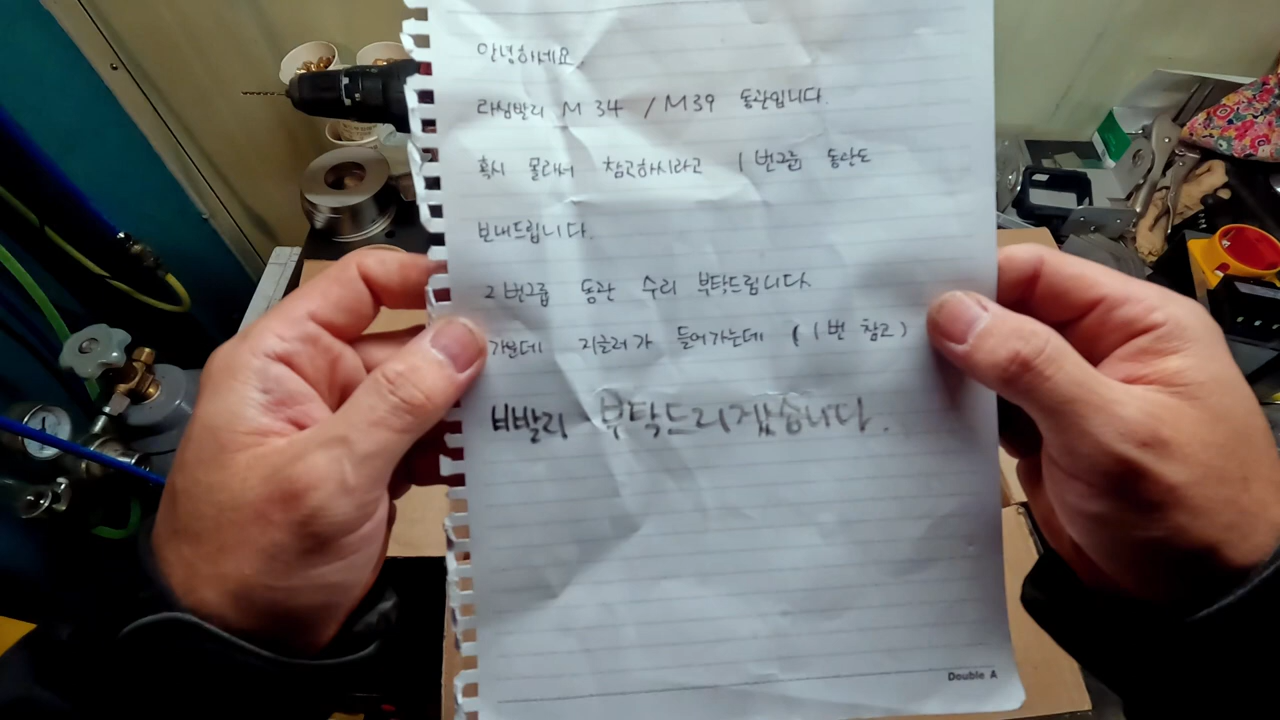 안녕하세요.
라심발리 M 34 / M39 동관입니다.
혹시 몰라서 참고하시라고 1번그룹 동관도
보내드립니다.
2번그룹 동관 수리 부탁드립니다.
가운데 지글러가 들어가는데 (1번 참고)
부탁드리겠습니다.
Double A